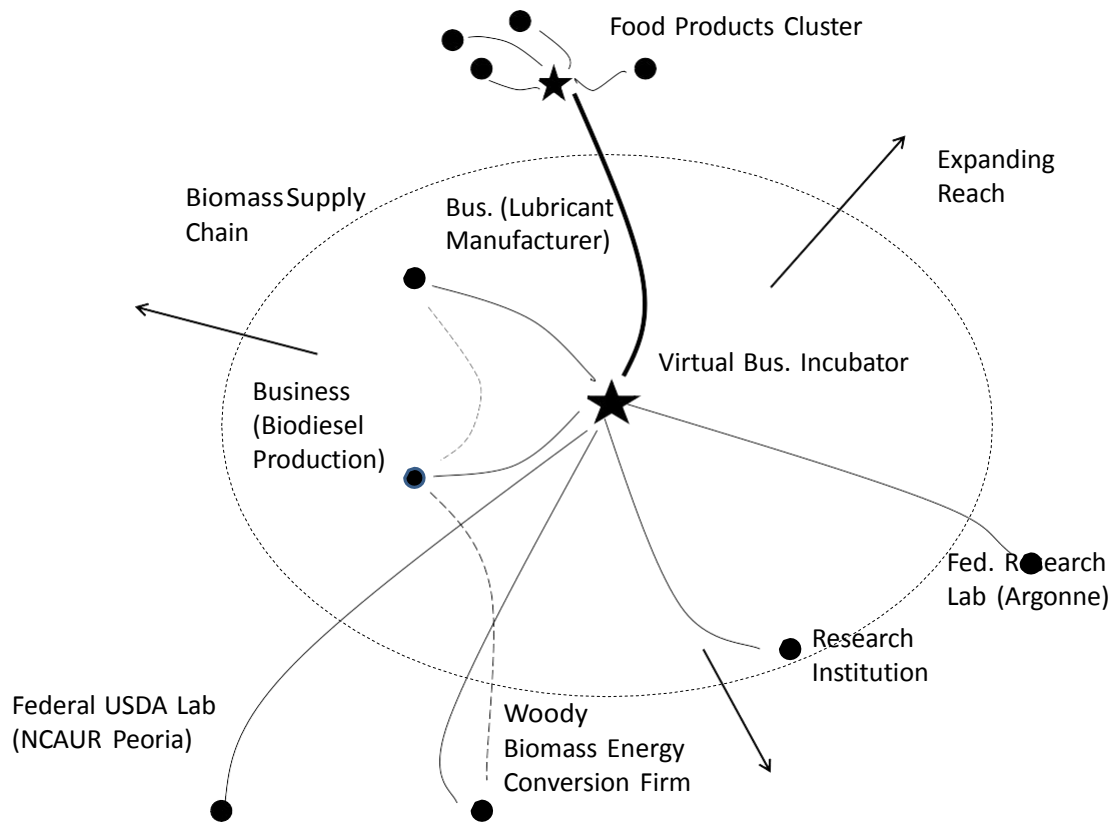 Food Products Cluster
Expanding
Reach
Biomass Supply
Chain
Bus. (Lubricant
Manufacturer)
Virtual Bus. Incubator
Business
(Biodiesel
Production)
Fed. Research
Lab (Argonne)
Research
Institution
Federal USDA Lab
(NCAUR Peoria)
Woody
Biomass Energy
Conversion Firm